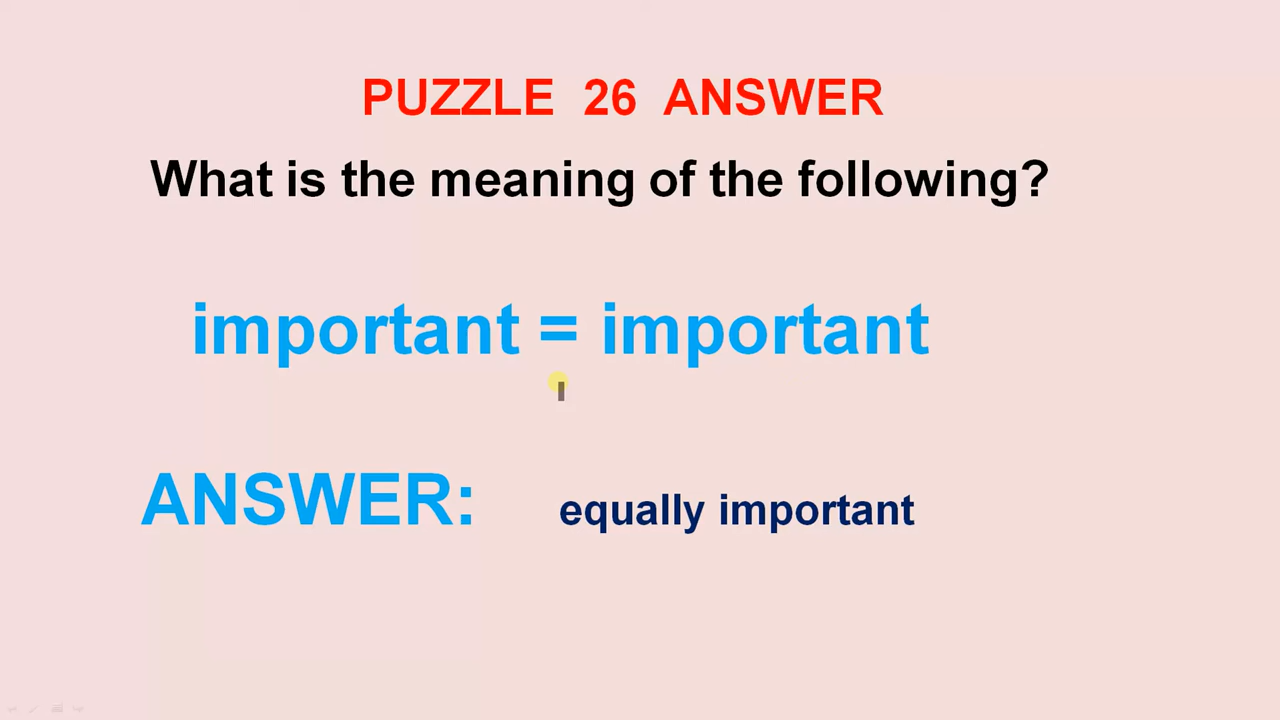 PUZZLE 26 ANSWER
What is the meaning of the following?
important = important
ANSWER: equally important